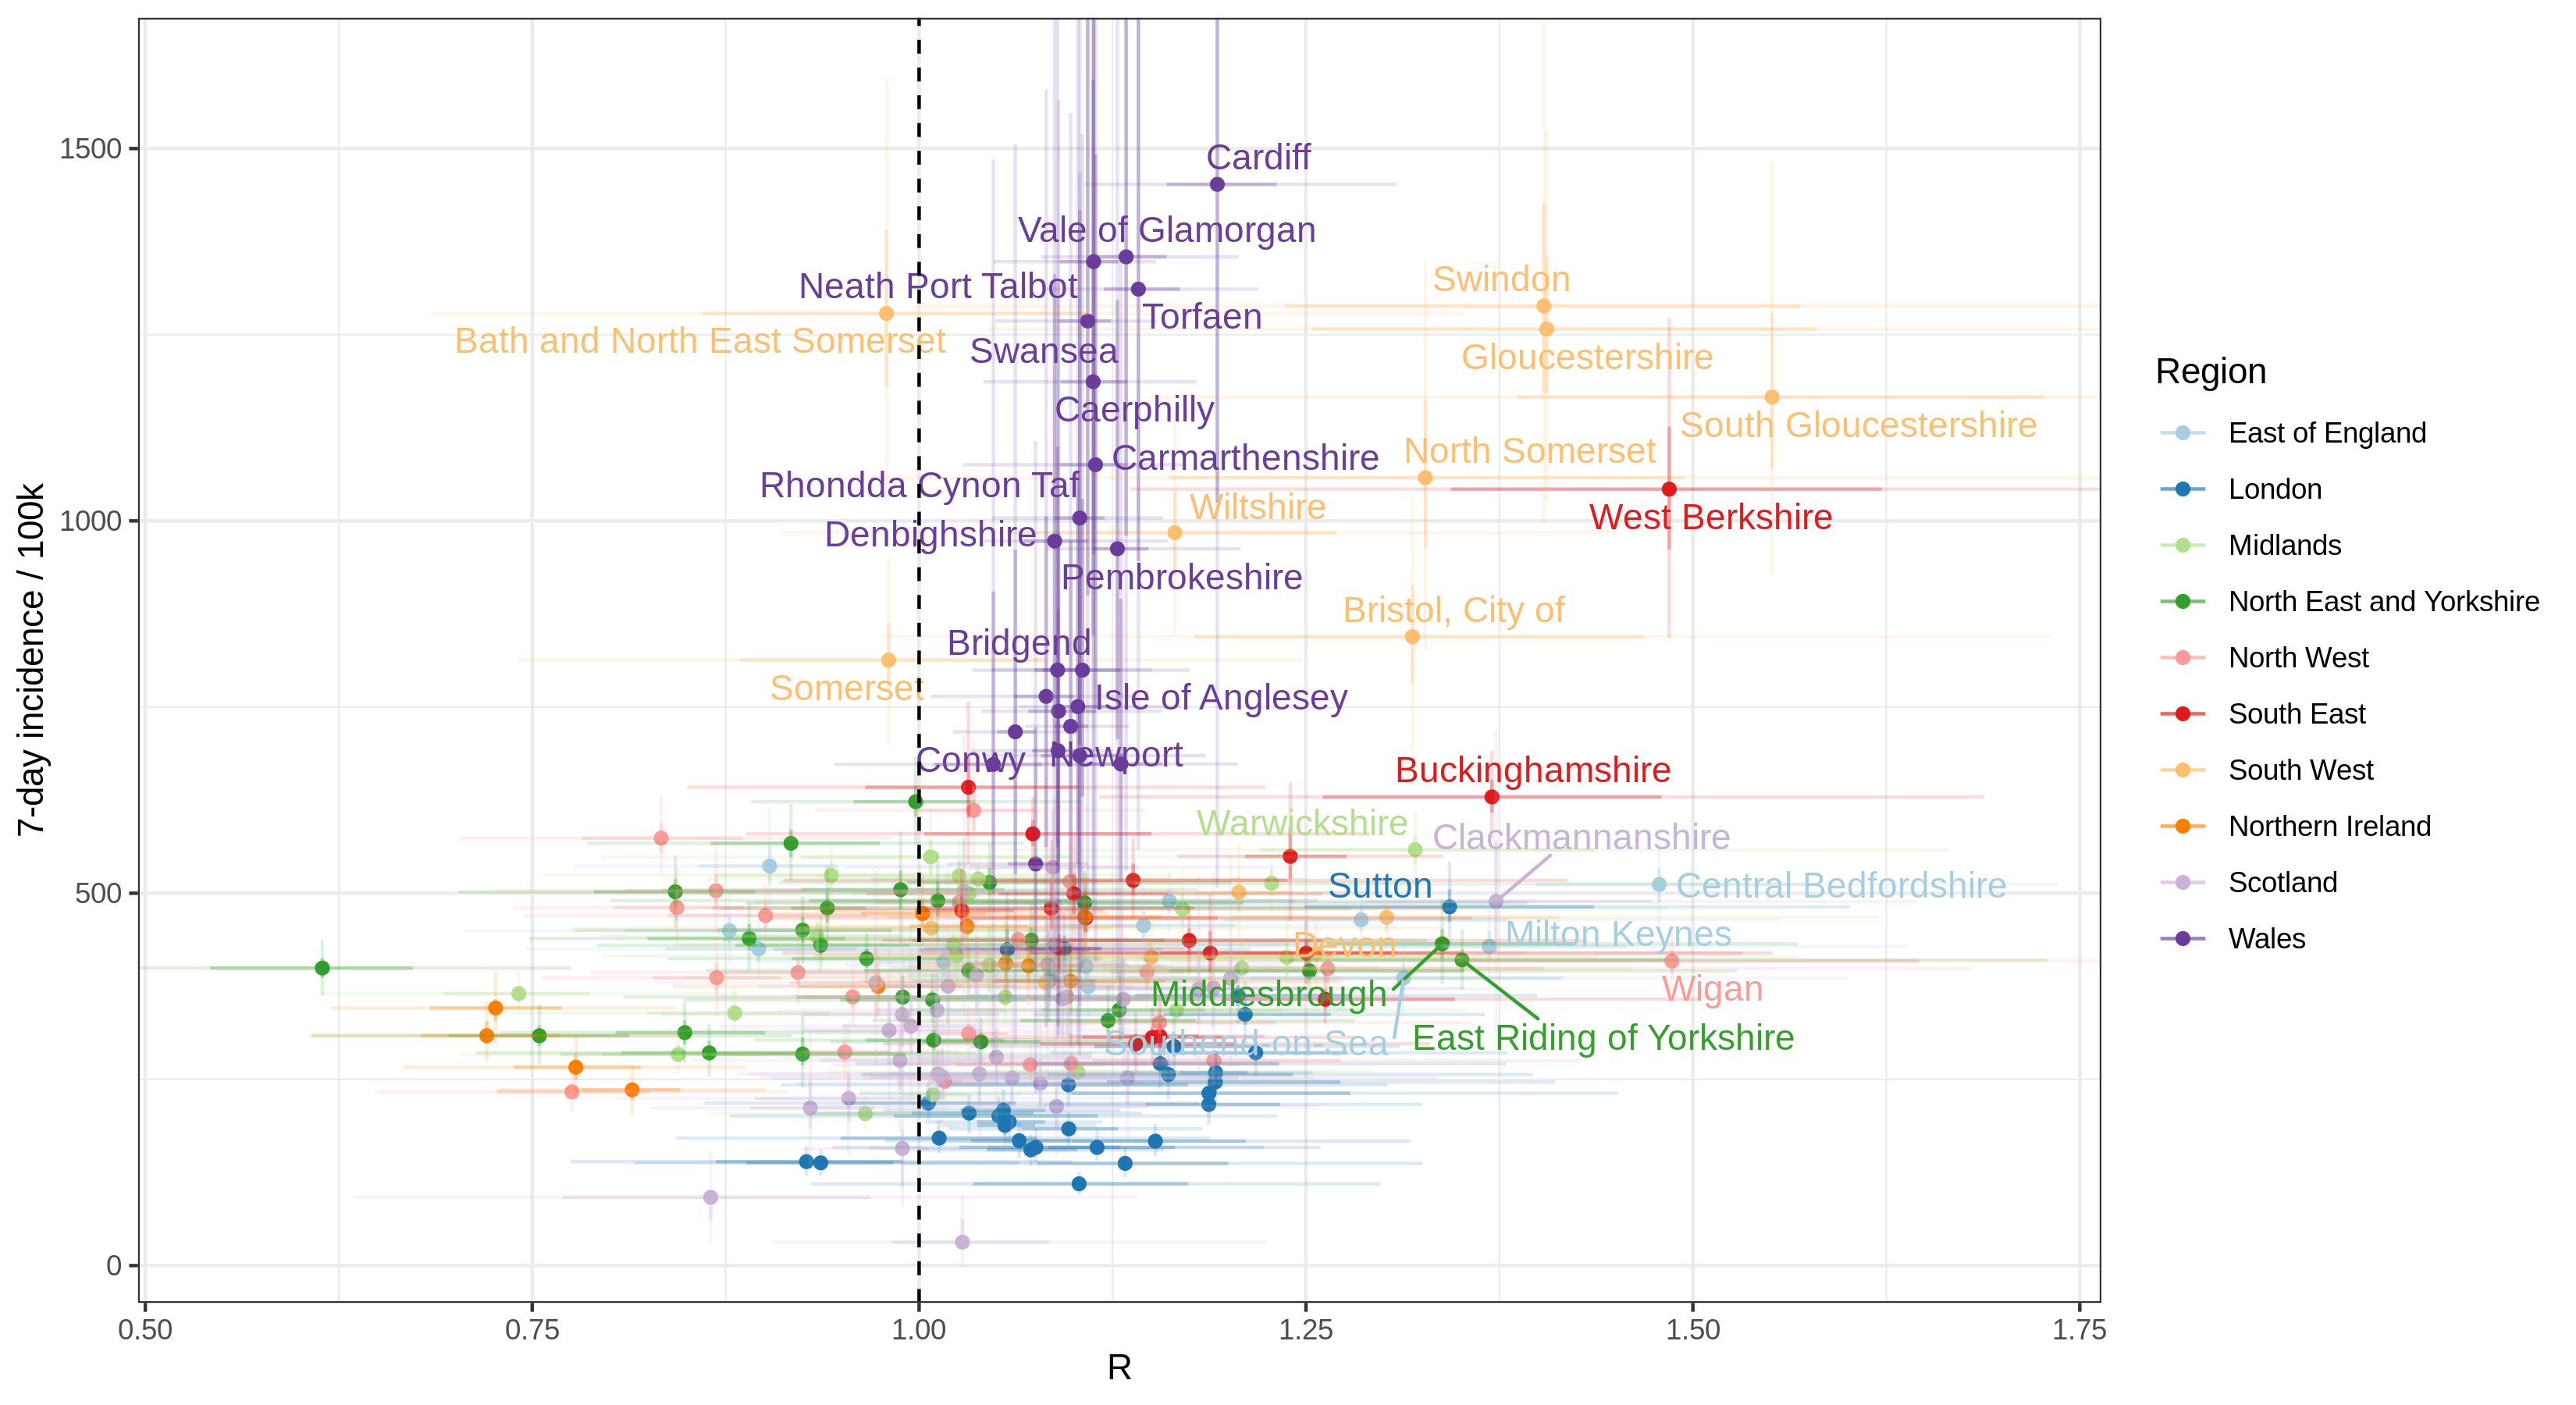 1500
1000
500
0
7-day incidence / 100k
Cardiff
Vale of Glamorgan
Neath Port Talbot
Swindon
Torfaen
Bath and North East Somerset
Swansea
Gloucestershire
Caerphilly
South Gloucestershire
Carmarthenshire
North Somerset
Rhondda Cynon Taf
Wiltshire
West Berkshire
Denbighshire
Pembrokeshire
Bristol, City of
Bridgend
Somerset
Isle of Anglesey
Conwy
Newport
Buckinghamshire
Warwickshire
Clackmannanshire
Sutton
Central Bedfordshire
Milton Keynes
Devon
Wigan
Middlesbrough
Southend-on-Sea
East Riding of Yorkshire
0.50
0.75
1.00
1.25
1.50
1.75
R
Region
East of England
London
Midlands
North East and Yorkshire
North West
South East
South West
Northern Ireland
Scotland
Wales